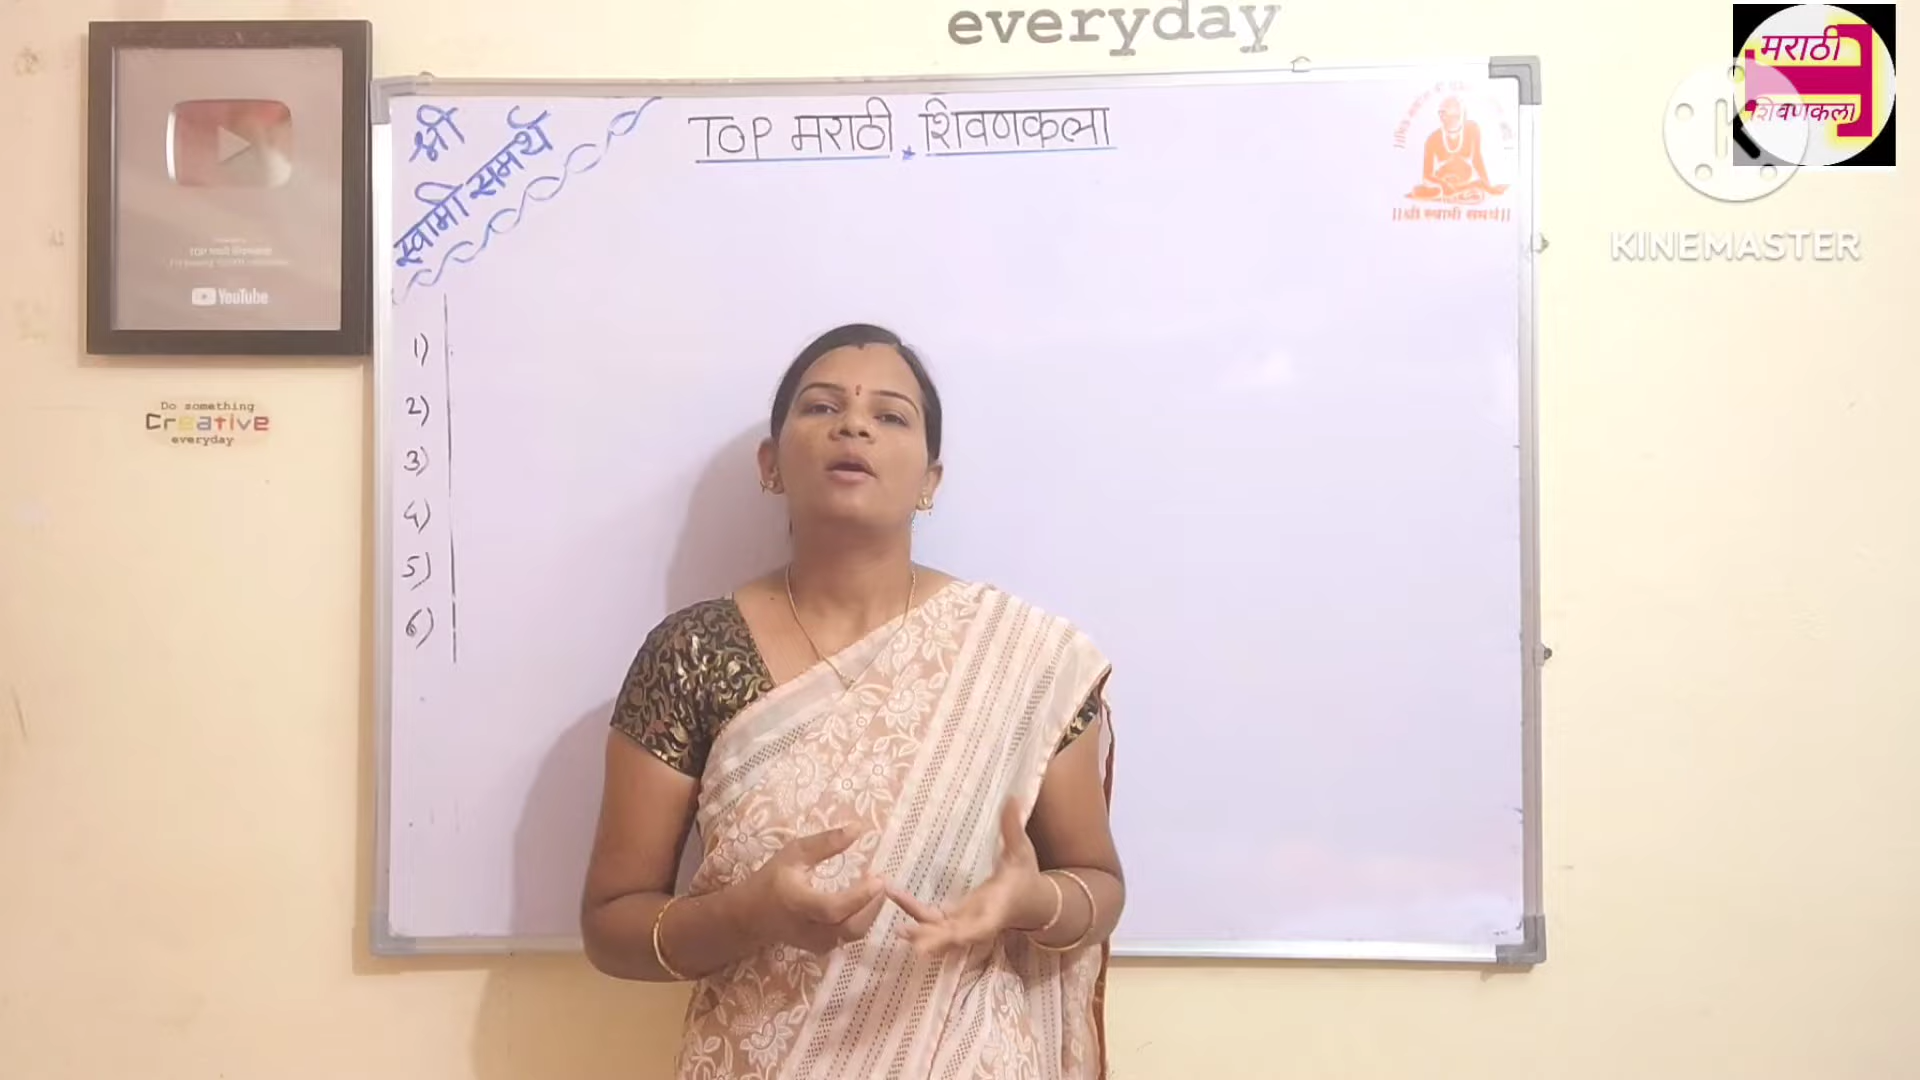 everyday
मराठी
शिवणकला
KINEMASTER
श्री
स्वामी समर्थ
TOP मराठी शिवणकला
||श्री स्वामी समर्थ||
YouTube
Do something
Creative
everyday
1)
2)
3)
4)
5)
6)